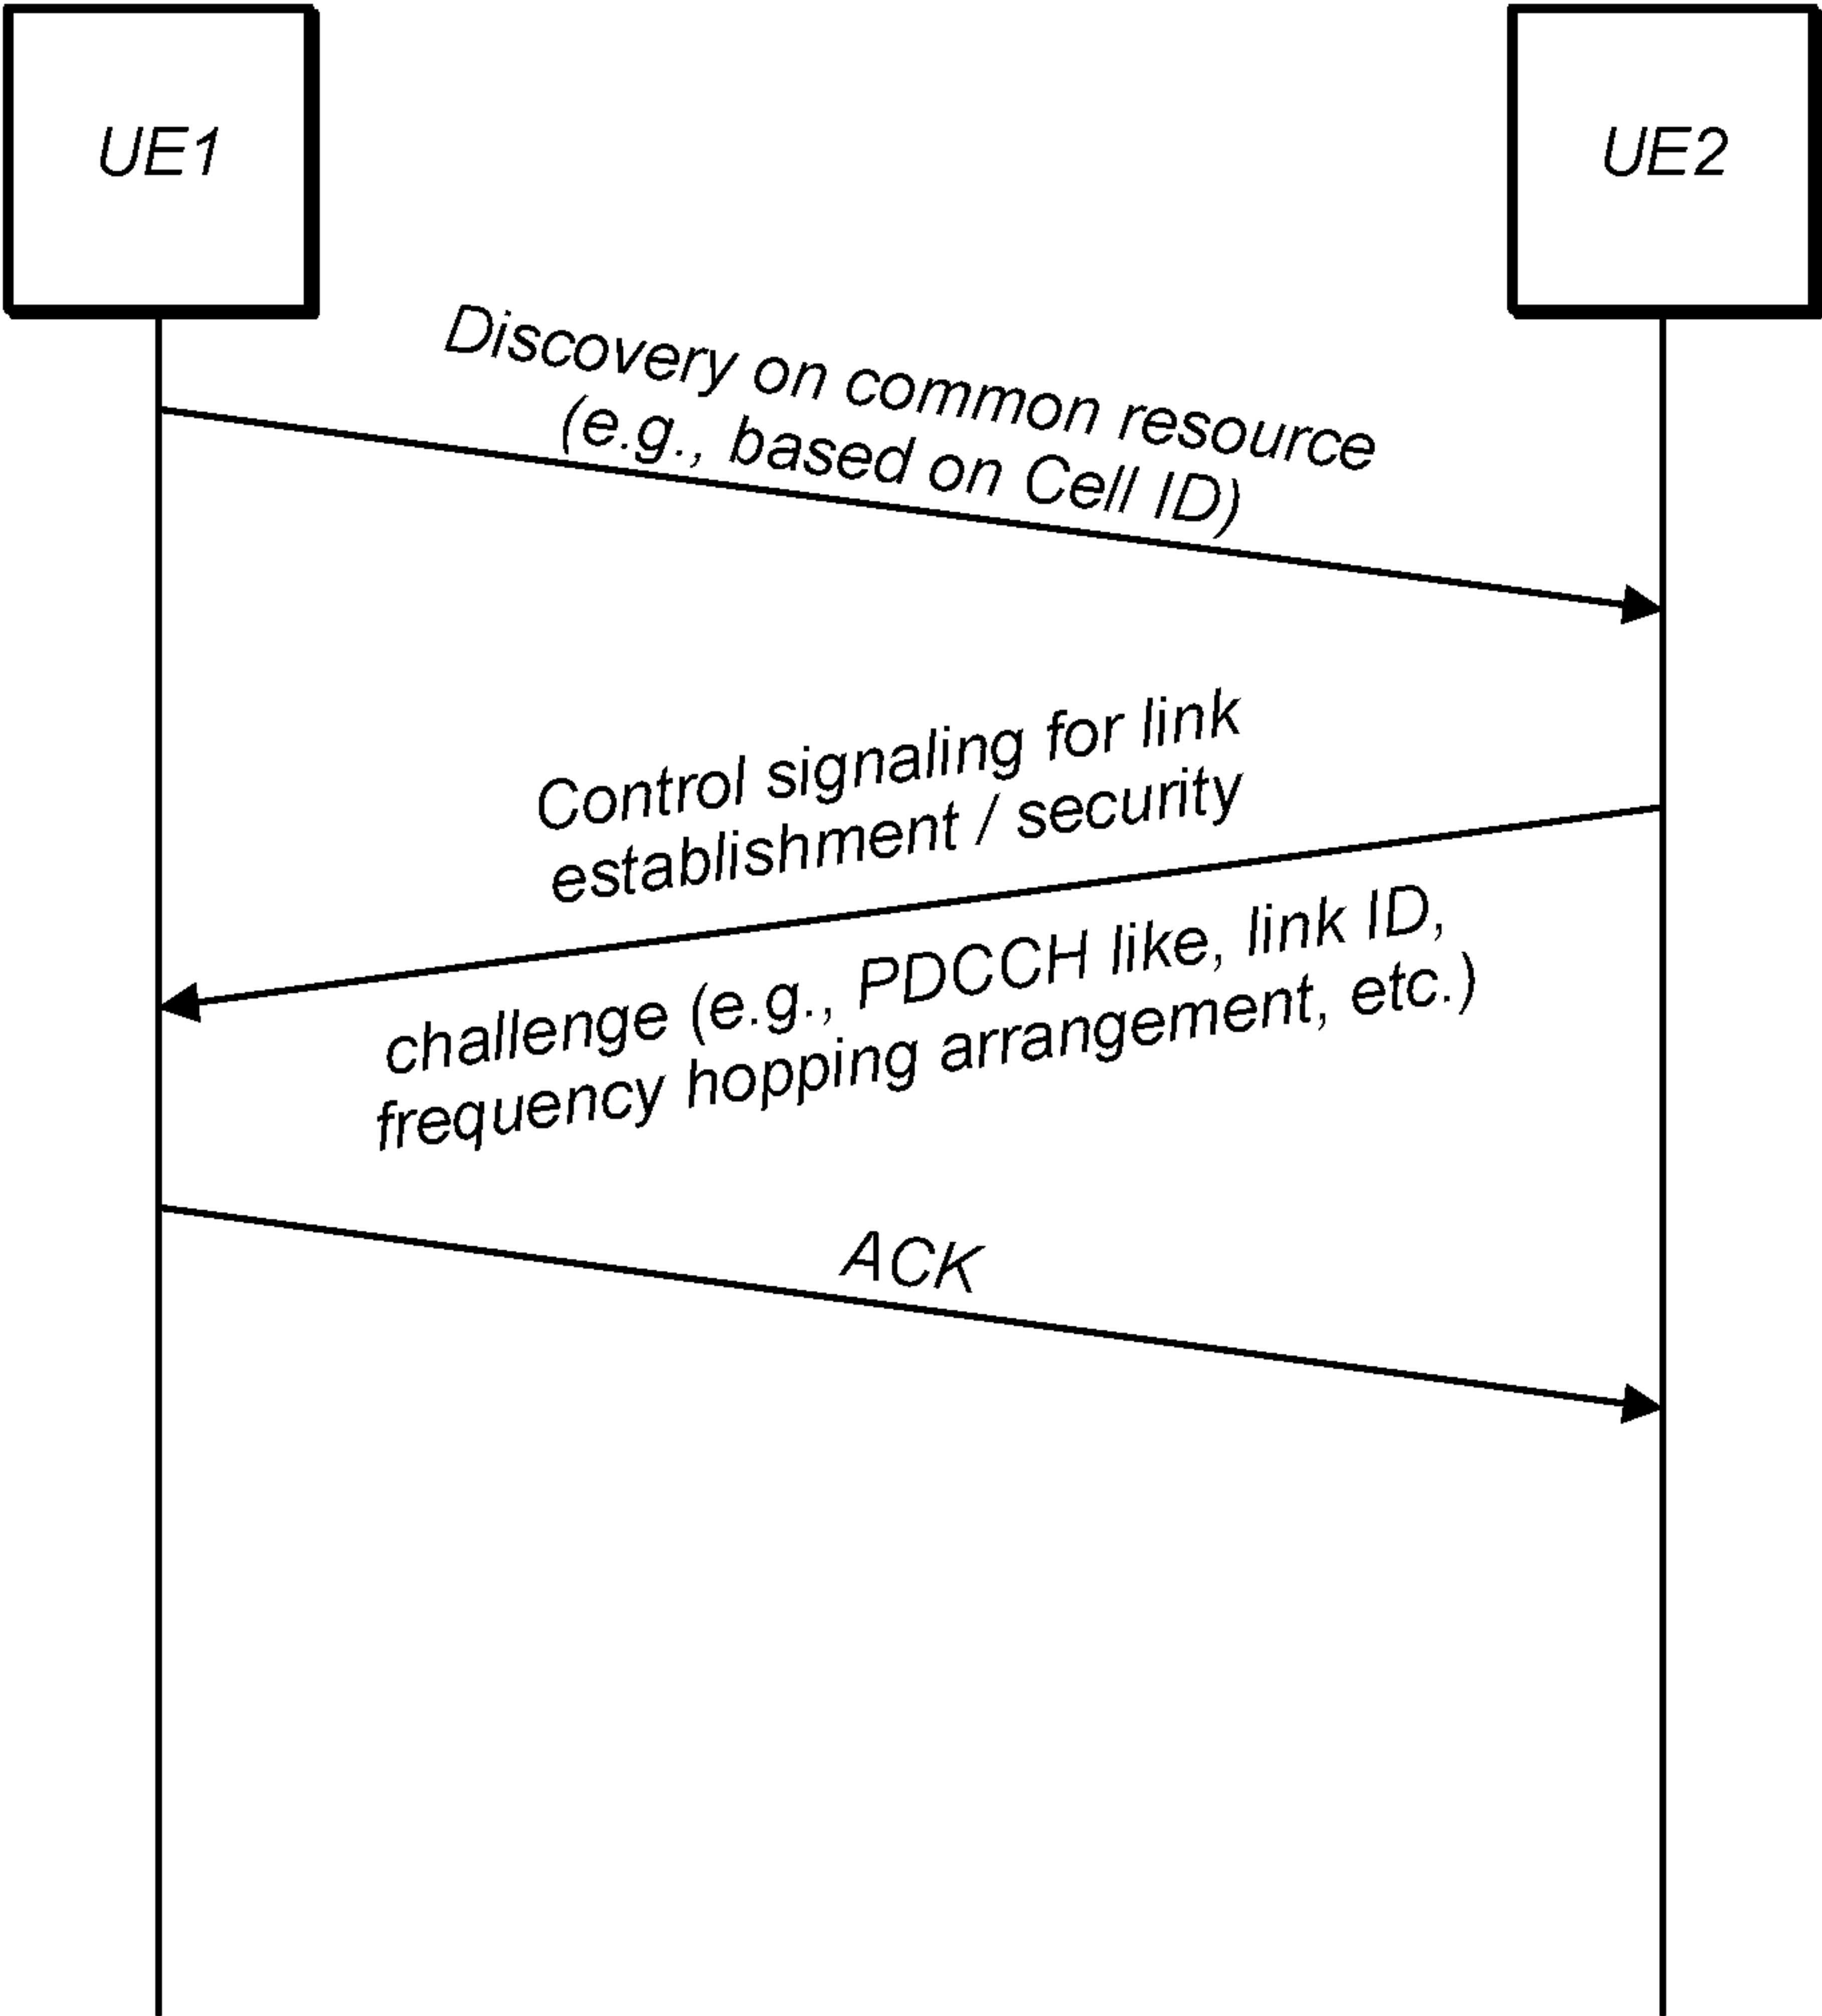 UE1
UE2
Discovery on common resource
(e.g., based on Cell ID)
Control signaling for link
establishment / security
challenge (e.g., PDCCH like, link ID,
frequency hopping arrangement, etc.)
ACK